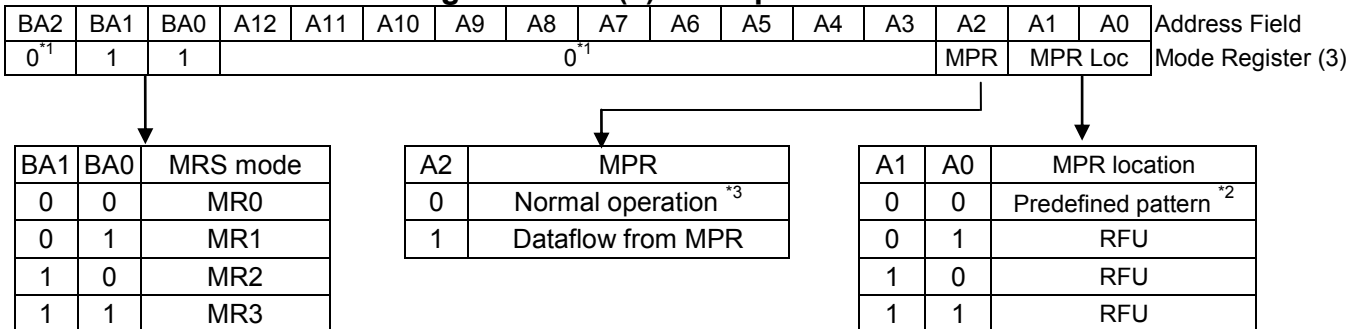 BA2 BA1 BA0 A12 A11 A10 A9 A8 A7 A6 A5 A4 A3 A2 A1 A0 Address Field
0*1 1 1 0*1 MPR MPR Loc Mode Register (3)
BA1 BA0 MRS mode
0 0 MR0
0 1 MR1
1 0 MR2
1 1 MR3
A2 MPR
0 Normal operation *3
1 Dataflow from MPR
A1 A0 MPR location
0 0 Predefined pattern *2
0 1 RFU
1 0 RFU
1 1 RFU